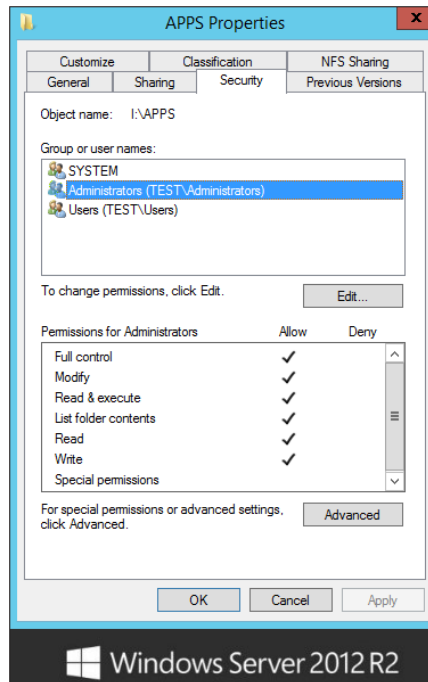 APPS Properties
x
Customize Classification NFS Sharing
General Sharing Security Previous Versions
Object name: I:\APPS
Group or user names:
SYSTEM
Administrators (TEST\Administrators)
Users (TEST\Users)
To change permissions, click Edit.
Edit...
Permissions for Administrators Allow Deny
Full control
Modify
Read & execute
List folder contents
Read
Write
Special permissions
For special permissions or advanced settings,
click Advanced.
Advanced
OK Cancel Apply
Windows Server 2012 R2